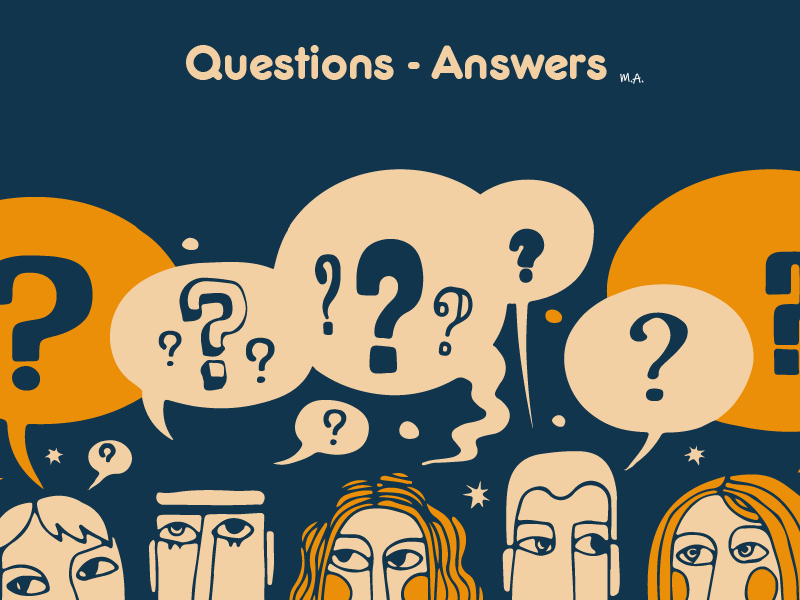 Questions - Answers
M.A.
? ? ? ?
? ? ?
? ?
?
? ?